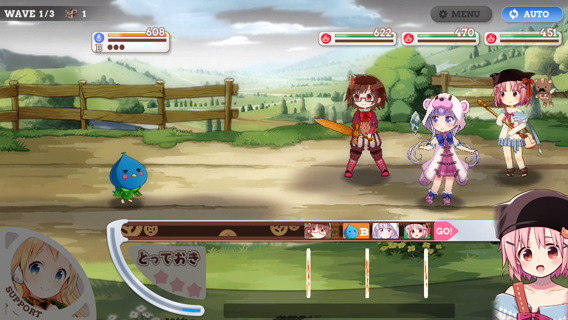 WAVE 1/3
1
MENU
AUTO
608
B
622
470
451
B
GO!
とっておき
SUPPORT